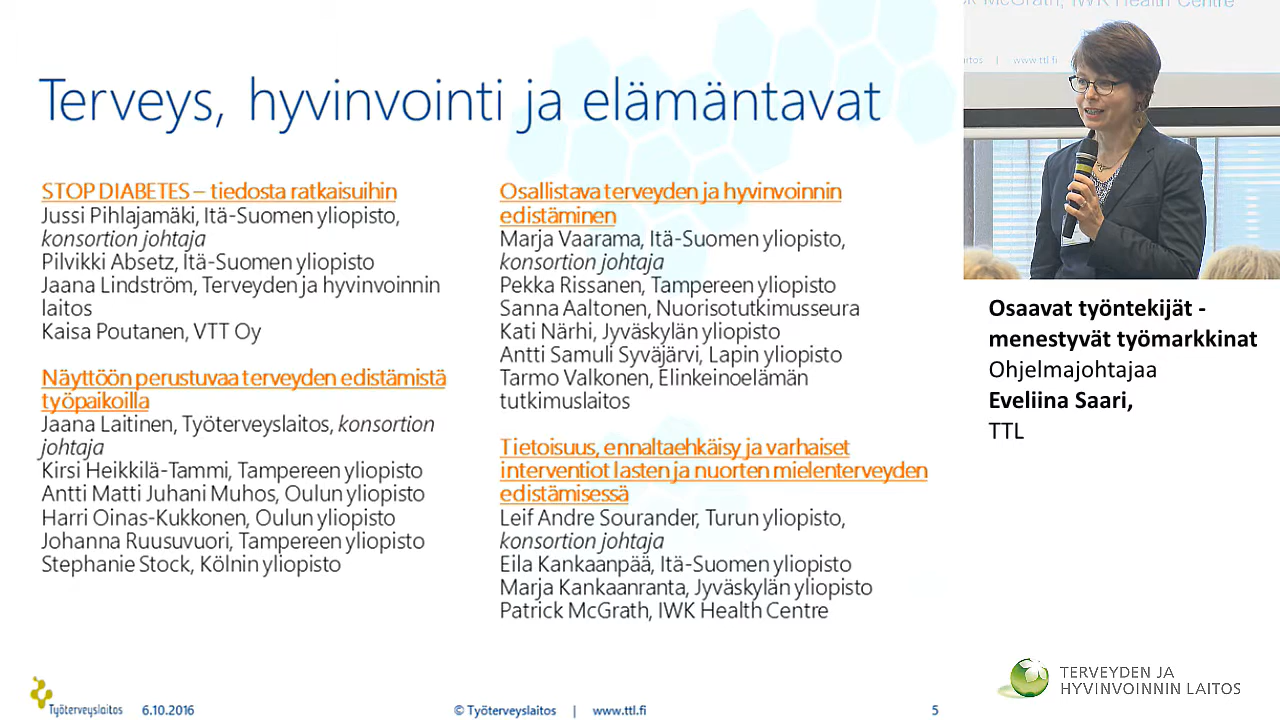 Terveys, hyvinvointi ja elämäntavat
STOP DIABETES – tiedosta ratkaisuihin
Jussi Pihlajamäki, Itä-Suomen yliopisto,
konsortion johtaja
Pilvikki Absetz, Itä-Suomen yliopisto
Jaana Lindström, Terveyden ja hyvinvoinnin
laitos
Kaisa Poutanen, VTT Oy
Näyttöön perustuvaa terveyden edistämistä
työpaikoilla
Jaana Laitinen, Työterveyslaitos, konsortion
johtaja
Kirsi Heikkilä-Tammi, Tampereen yliopisto
Antti Matti Juhani Muhos, Oulun yliopisto
Harri Oinas-Kukkonen, Oulun yliopisto
Johanna Ruusuvuori, Tampereen yliopisto
Stephanie Stock, Kölnin yliopisto
Osallistava terveyden ja hyvinvoinnin
edistäminen
Marja Vaarama, Itä-Suomen yliopisto,
konsortion johtaja
Pekka Rissanen, Tampereen yliopisto
Sanna Aaltonen, Nuorisotutkimusseura
Kati Närhi, Jyväskylän yliopisto
Antti Samuli Syväjärvi, Lapin yliopisto
Tarmo Valkonen, Elinkeinoelämän
tutkimuslaitos
Tietoisuus, ennaltaehkäisy ja varhaiset
interventiot lasten ja nuorten mielenterveyden
edistämisessä
Leif Andre Sourander, Turun yliopisto,
konsortion johtaja
Eila Kankaanpää, Itä-Suomen yliopisto
Marja Kankaanranta, Jyväskylän yliopisto
Patrick McGrath, IWK Health Centre
Työterveyslaitos 6.10.2016 © Työterveyslaitos | www.ttl.fi 5
McGrath, IWK Health Centre
| www.ttl.fi
Osaavat työntekijät -
menestyvät työmarkkinat
Ohjelmajohtajaa
Eveliina Saari,
TTL
TERVEYDEN JA
HYVINVOINNIN LAITOS